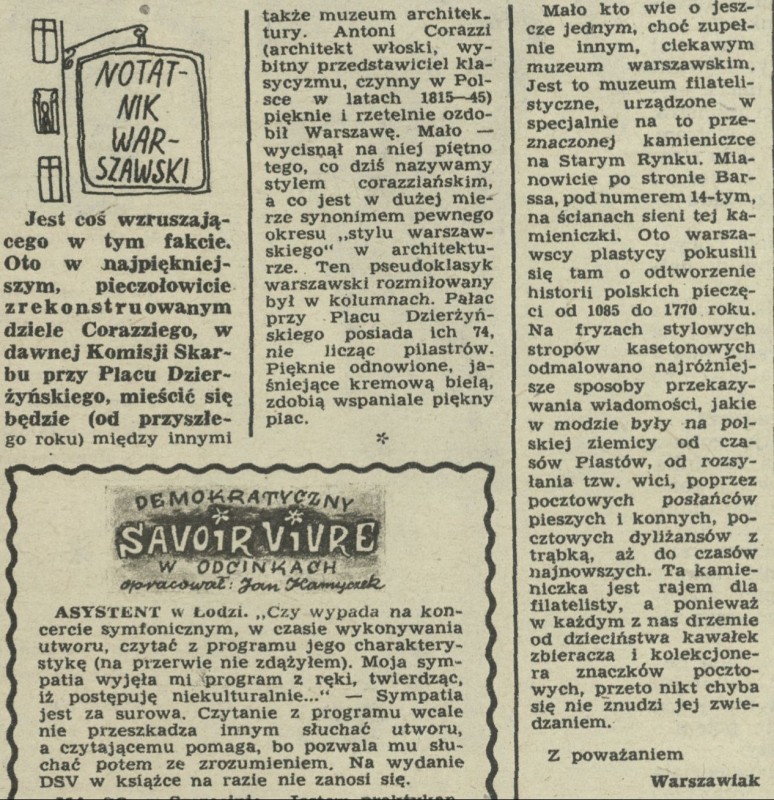 NOTAT-
NIK
WAR-
SZAWSKI
Jest coś wzruszają-
cego w tym fakcie.
Oto w najpiękniej-
szym, pieczołowicie
zrekonstruowanym
dziele Corazziego, w
dawnej Komisji Skar-
bu przy Placu Dzier-
żyńskiego, mieścić się
będzie (od przyszłe-
go roku) między innymi
także muzeum architek-
tury. Antoni Corazzi
(architekt włoski, wy-
bitny przedstawiciel kla-
sycyzmu, czynny w Pol-
sce w latach 1815—45)
pięknie i rzetelnie ozdo-
bił Warszawę. Mało —
wycisnął na niej piętno
tego, co dziś nazywamy
stylem corazziańskim,
a co jest w dużej mie-
rze synonimem pewnego
okresu „stylu warszaw-
skiego" w architektu-
rze. Ten pseudoklasyk
warszawski rozmiłowany
był w kolumnach. Pałac
przy Placu Dzierżyń-
skiego posiada ich 74,
nie licząc pilastrów.
Pięknie odnowione, ja-
śniejące kremową bielą,
zdobią wspaniale piękny
plac.
*
Mało kto wie o jesz-
cze jednym, choć zupeł-
nie innym, ciekawym
muzeum warszawskim.
Jest to muzeum filateli-
styczne, urządzone w
specjalnie na to prze-
znaczonej kamieniczce
na Starym Rynku. Mia-
nowicie po stronie Bar-
ssa, pod numerem 14-tym,
na ścianach sieni tej ka-
mieniczki. Oto warsza-
wscy plastycy pokusili
się tam o odtworzenie
historii polskich pieczę-
ci od 1085 do 1770 roku.
Na fryzach stylowych
stropów kasetonowych
odmalowano najróżniej-
sze sposoby przekazy-
wania wiadomości, jakie
w modzie były na pol-
skiej ziemicy od cza-
sów Piastów, od rozsy-
łania tzw. wici, poprzez
pocztowych posłańców
pieszych i konnych, po-
cztowych dyliżansów z
trąbką, aż do czasów
najnowszych. Ta kamie-
niczka jest rajem dla
filatelisty, a ponieważ
w każdym z nas drzemie
od dzieciństwa kawałek
zbieracza i kolekcjone-
ra znaczków poczto-
wych, przeto nikt chyba
się nie znudzi jej zwie-
dzaniem.
Z poważaniem
Warszawiak
DEMOKRATYCZNY
SAVOIR VIVRE
W ODCINKACH
opracował: Jan Kamyczek
ASYSTENT w Łodzi. „Czy wypada na kon-
cercie symfonicznym, w czasie wykonywania
utworu, czytać z programu jego charaktery-
stykę (na przerwie nie zdążyłem). Moja sym-
patia wyjęła mi program z ręki, twierdząc,
iż postępuję niekulturalnie..." — Sympatia
jest za surowa. Czytanie z programu wcale
nie przeszkadza innym słuchać utworu,
a czytającemu pomaga, bo pozwala mu słu-
chać potem ze zrozumieniem. Na wydanie
DSV w książce na razie nie zanosi się.